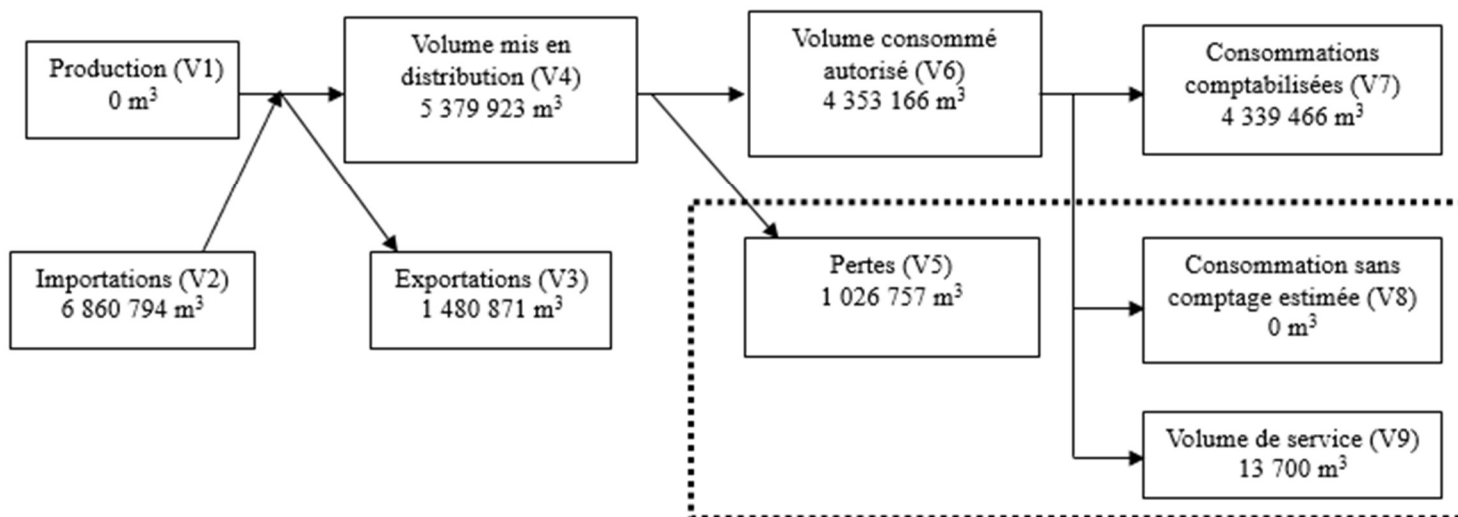 Production (V1)
0 m³
Volume mis en
distribution (V4)
5 379 923 m³
Volume consommé
autorisé (V6)
4 353 166 m³
Consommations
comptabilisées (V7)
4 339 466 m³
Importations (V2)
6 860 794 m³
Exportations (V3)
1 480 871 m³
Pertes (V5)
1 026 757 m³
Consommation sans
comptage estimée (V8)
0 m³
Volume de service (V9)
13 700 m³